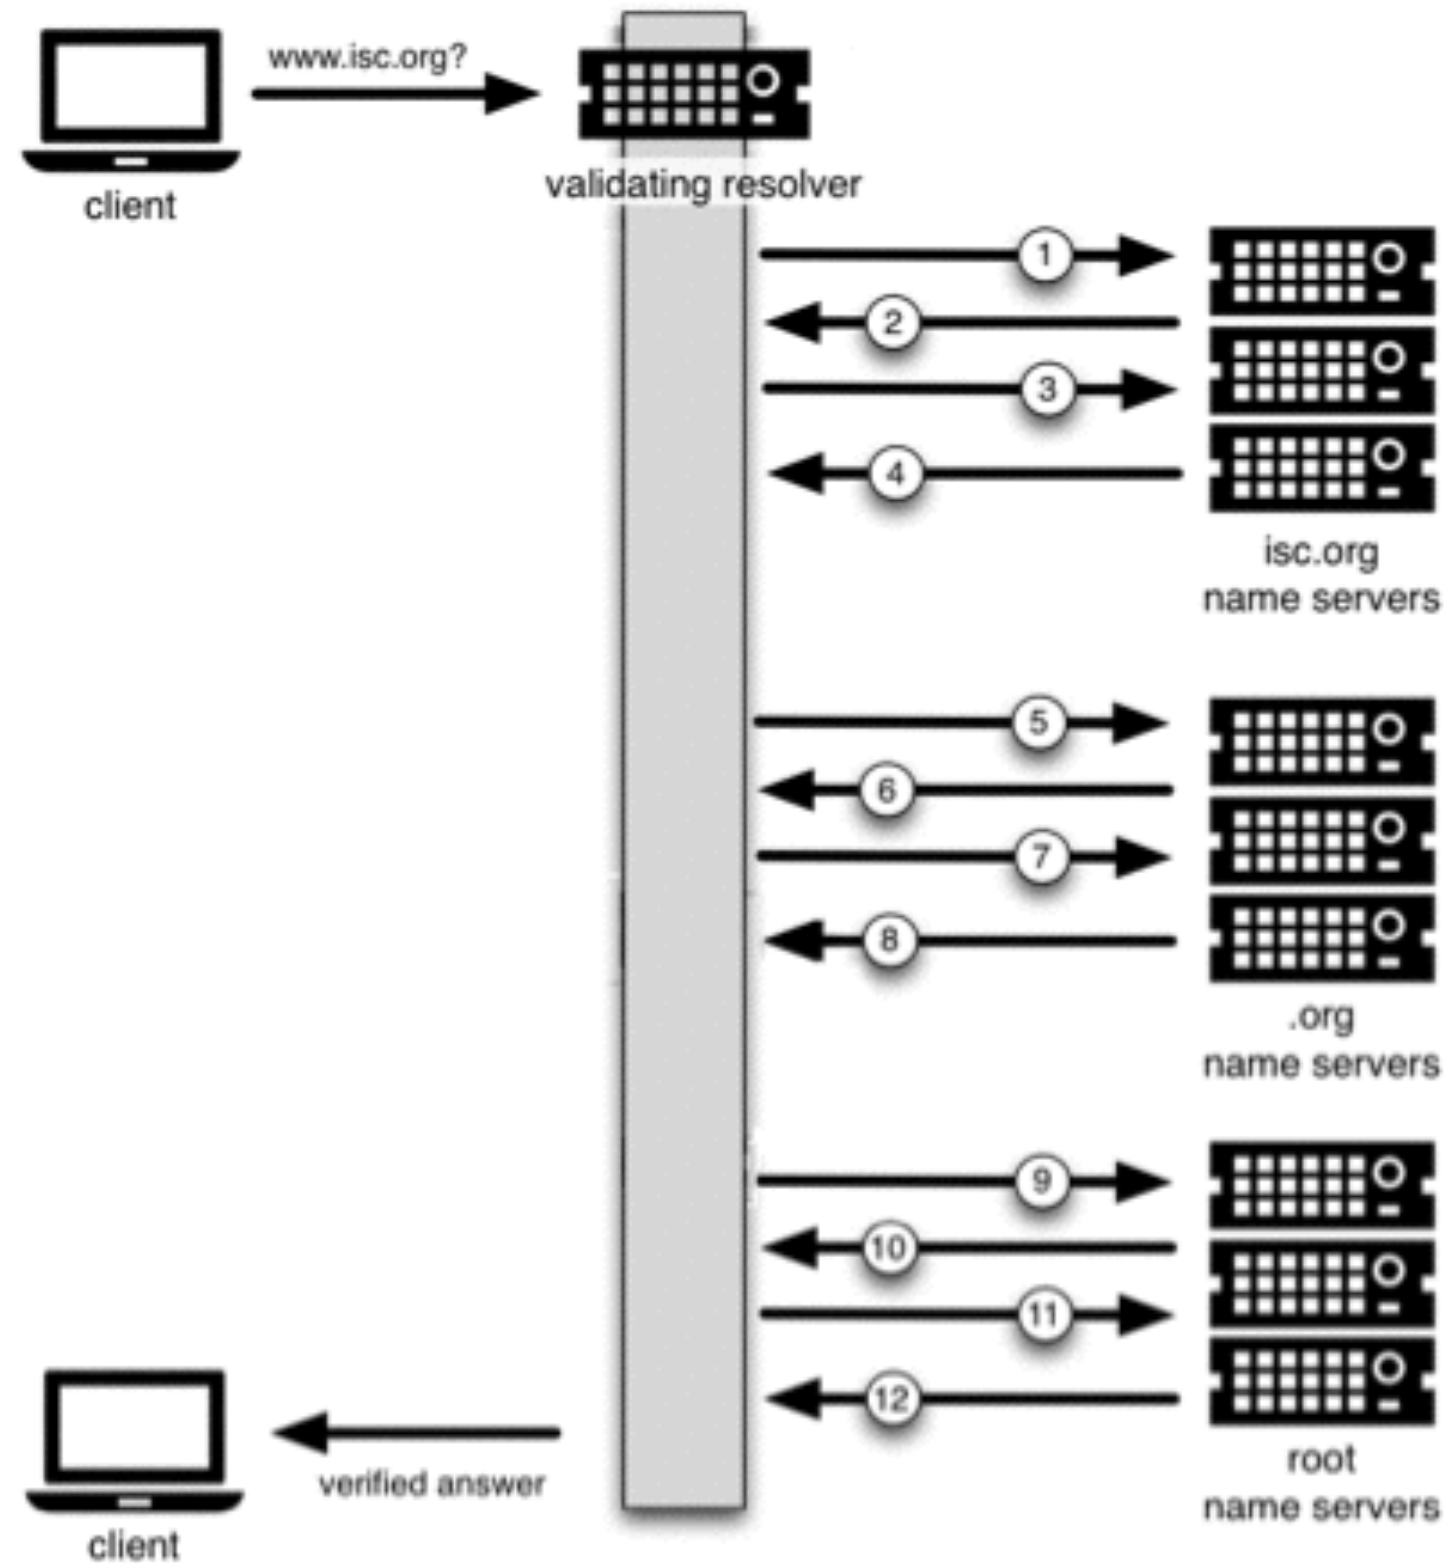 www.isc.org?
client
validating resolver
1
2
3
4
isc.org
name servers
5
6
7
8
.org
name servers
9
10
11
12
root
name servers
verified answer
client